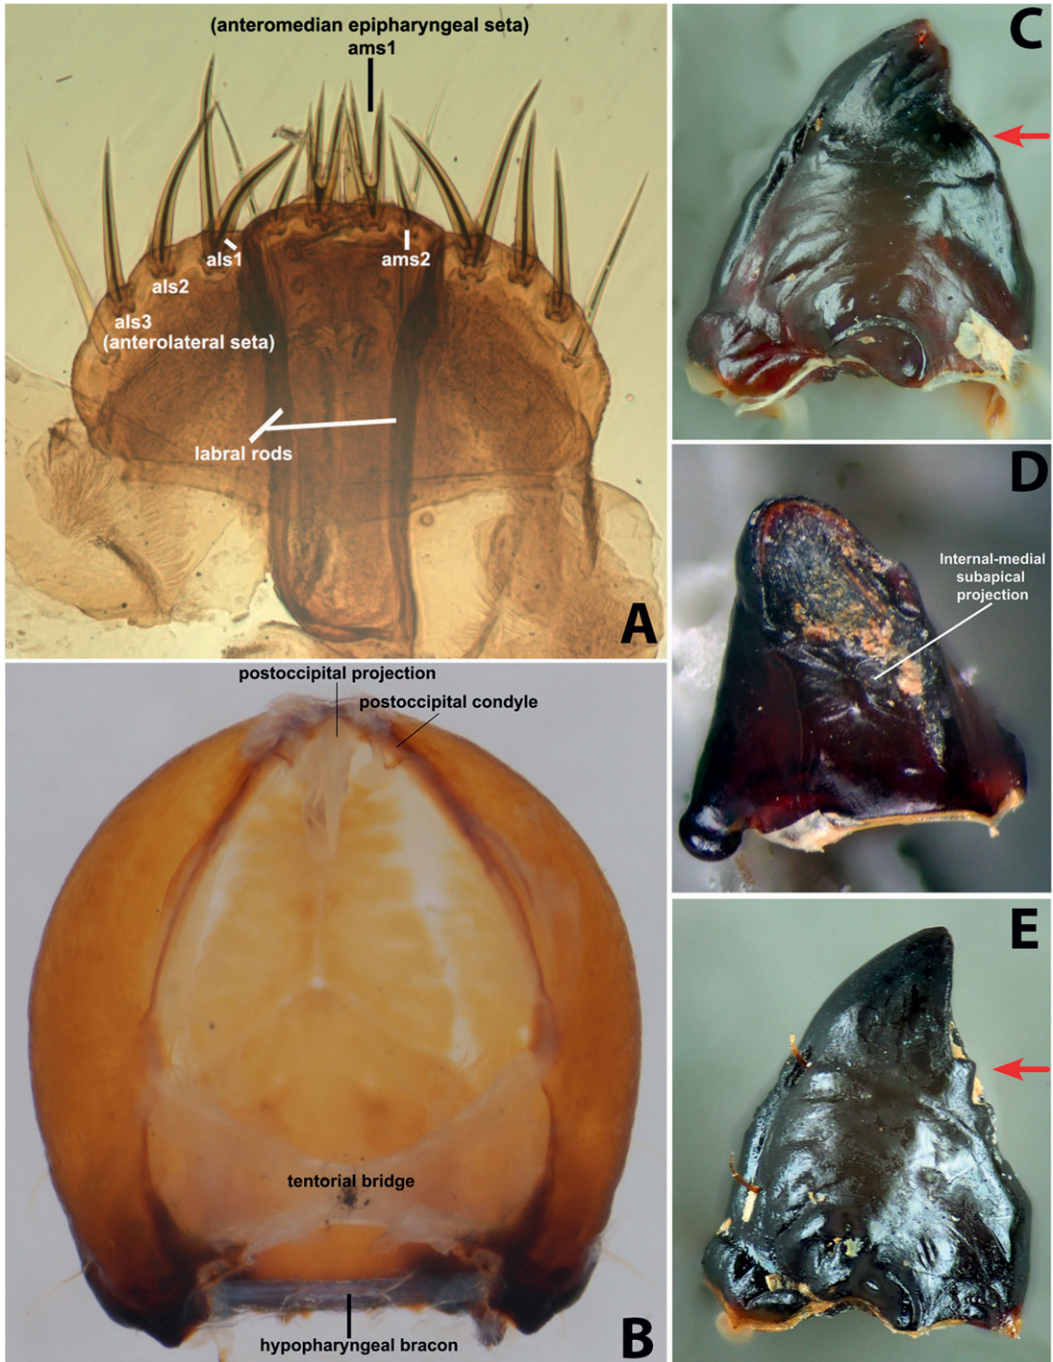 (anteromedian epipharyngeal seta)
ams1
als1
ams2
als2
als3
(anterolateral seta)
labral rods
A
postoccipital projection
postoccipital condyle
tentorial bridge
hypopharyngeal bracon
B
C
D
Internal-medial
subapical
projection
E